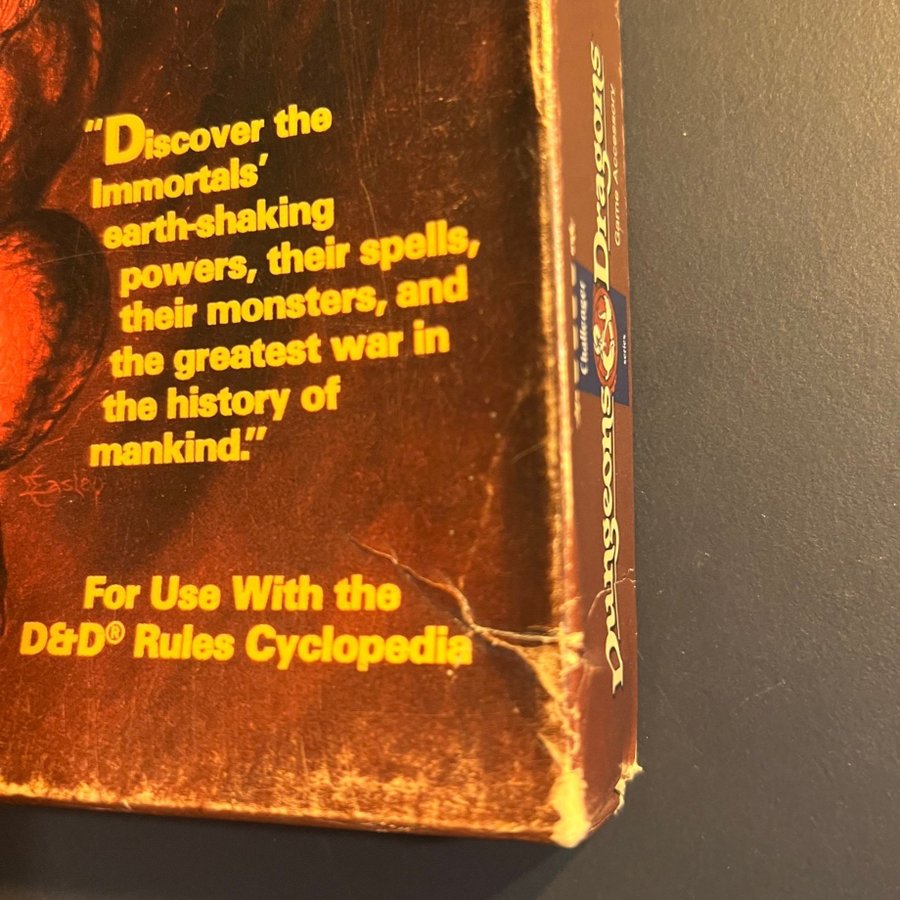 "Discover the
Immortals'
earth-shaking
powers, their spells,
their monsters, and
the greatest war in
the history of
mankind."
Easley
For Use With the
D&D® Rules Cyclopedia
Dungeons & Dragons
Game Accessory
Challenger
series